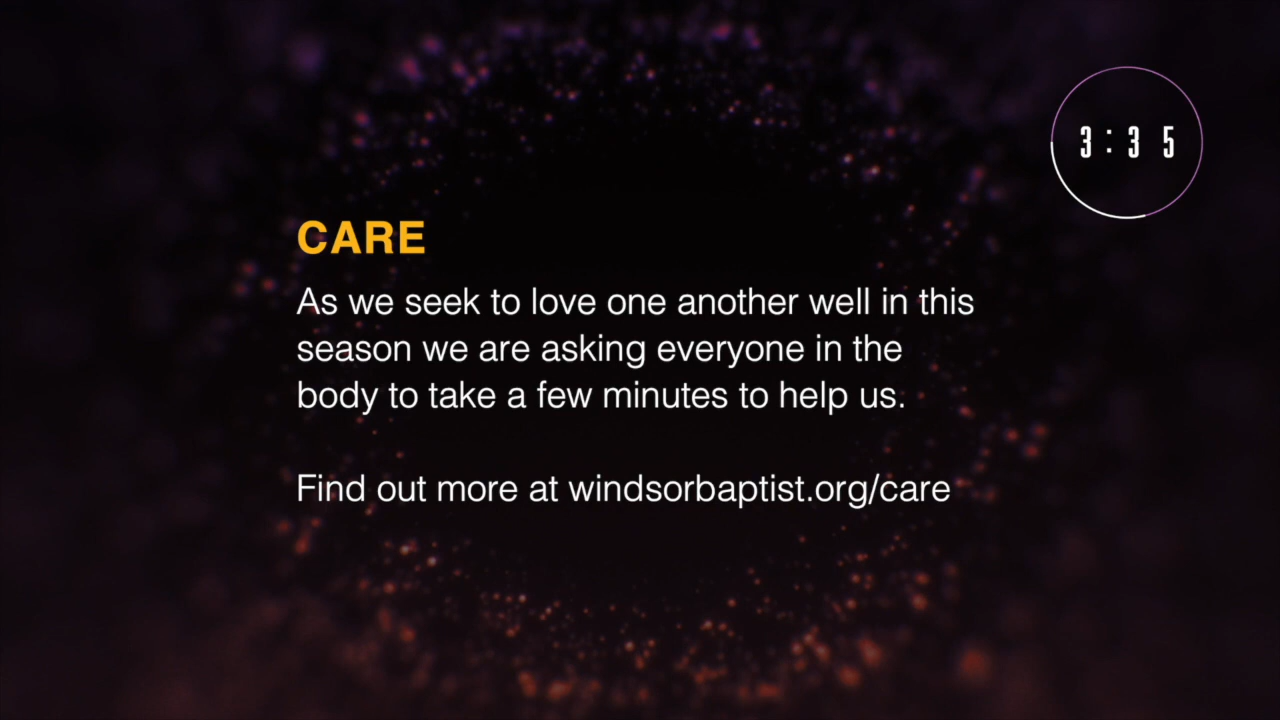 3:35
CARE
As we seek to love one another well in this
season we are asking everyone in the
body to take a few minutes to help us.
Find out more at windsorbaptist.org/care